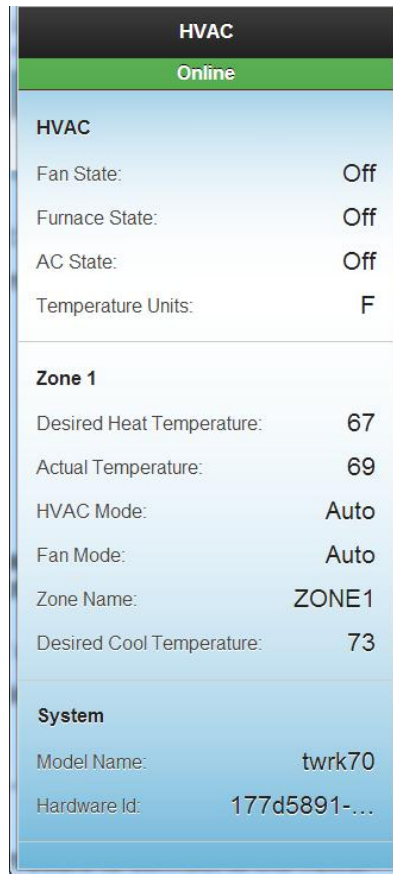 HVAC
Online
HVAC
Fan State: Off
Furnace State: Off
AC State: Off
Temperature Units: F
Zone 1
Desired Heat Temperature: 67
Actual Temperature: 69
HVAC Mode: Auto
Fan Mode: Auto
Zone Name: ZONE1
Desired Cool Temperature: 73
System
Model Name: twrk70
Hardware Id: 177d5891-...